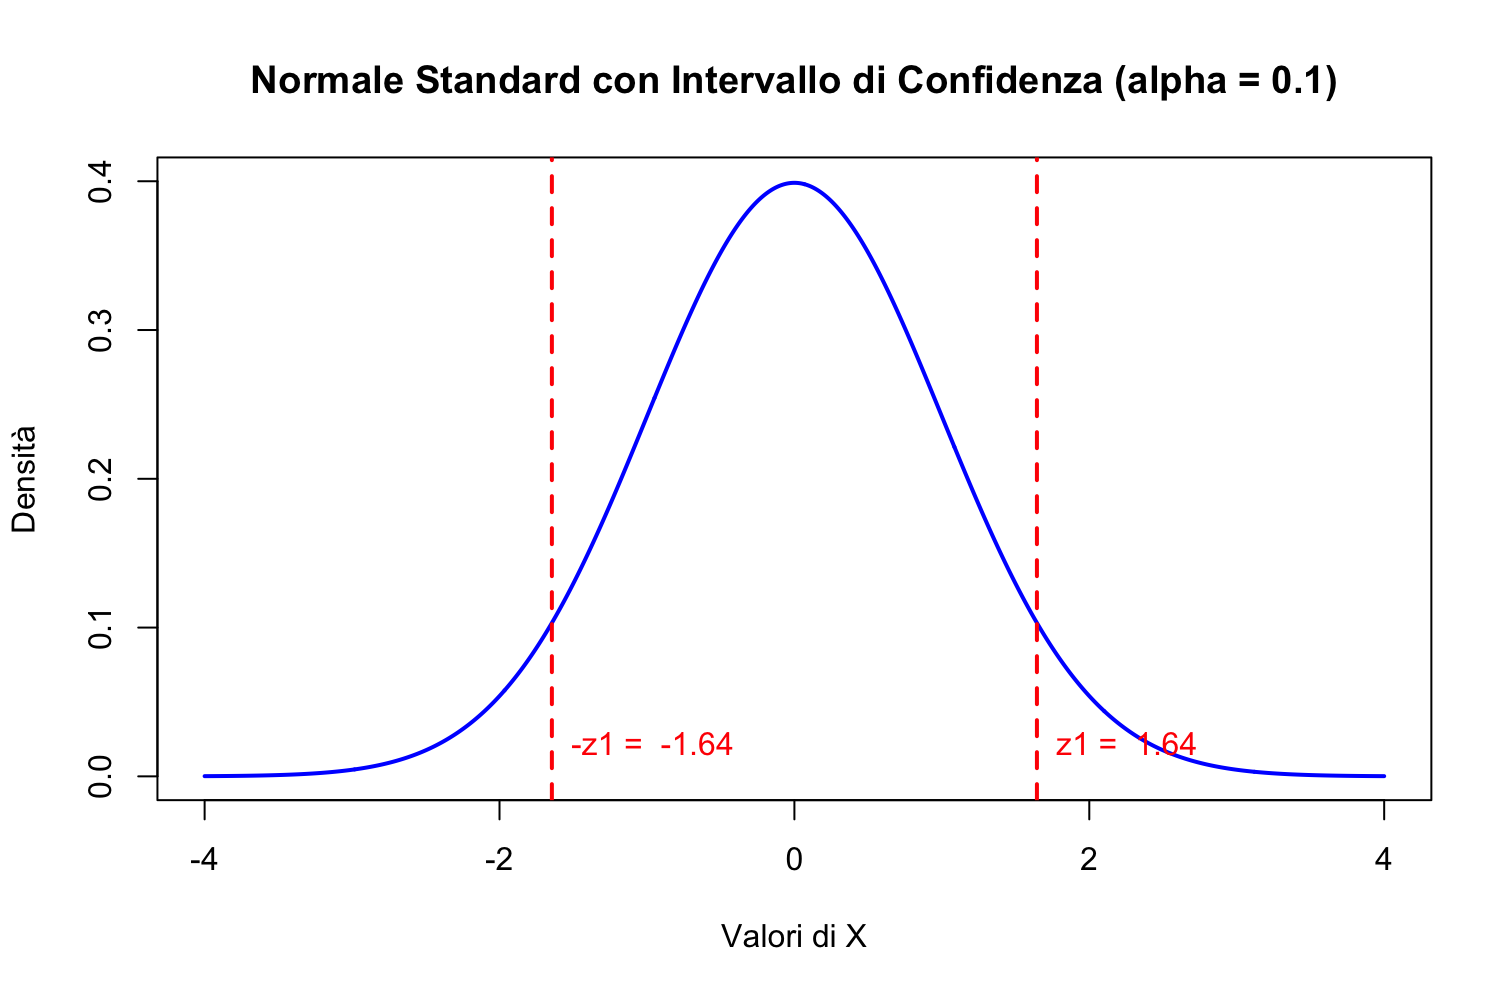 Normale Standard con Intervallo di Confidenza (alpha = 0.1)
Densità
0.4
0.3
0.2
0.1
0.0
-z1 =  -1.64
z1 =  1.64
-4
-2
0
2
4
Valori di X